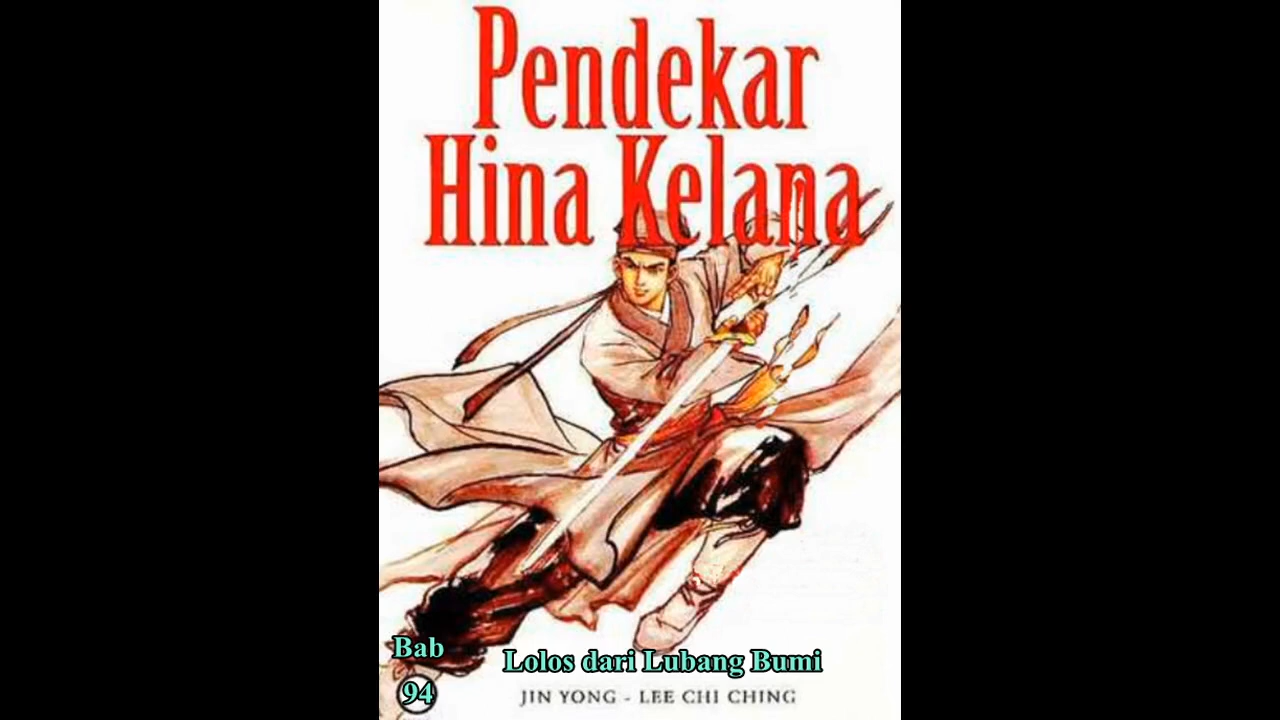 Pendekar
Hina Kelana
Bab
94
Lolos dari Lubang Bumi
JIN YONG - LEE CHI CHING